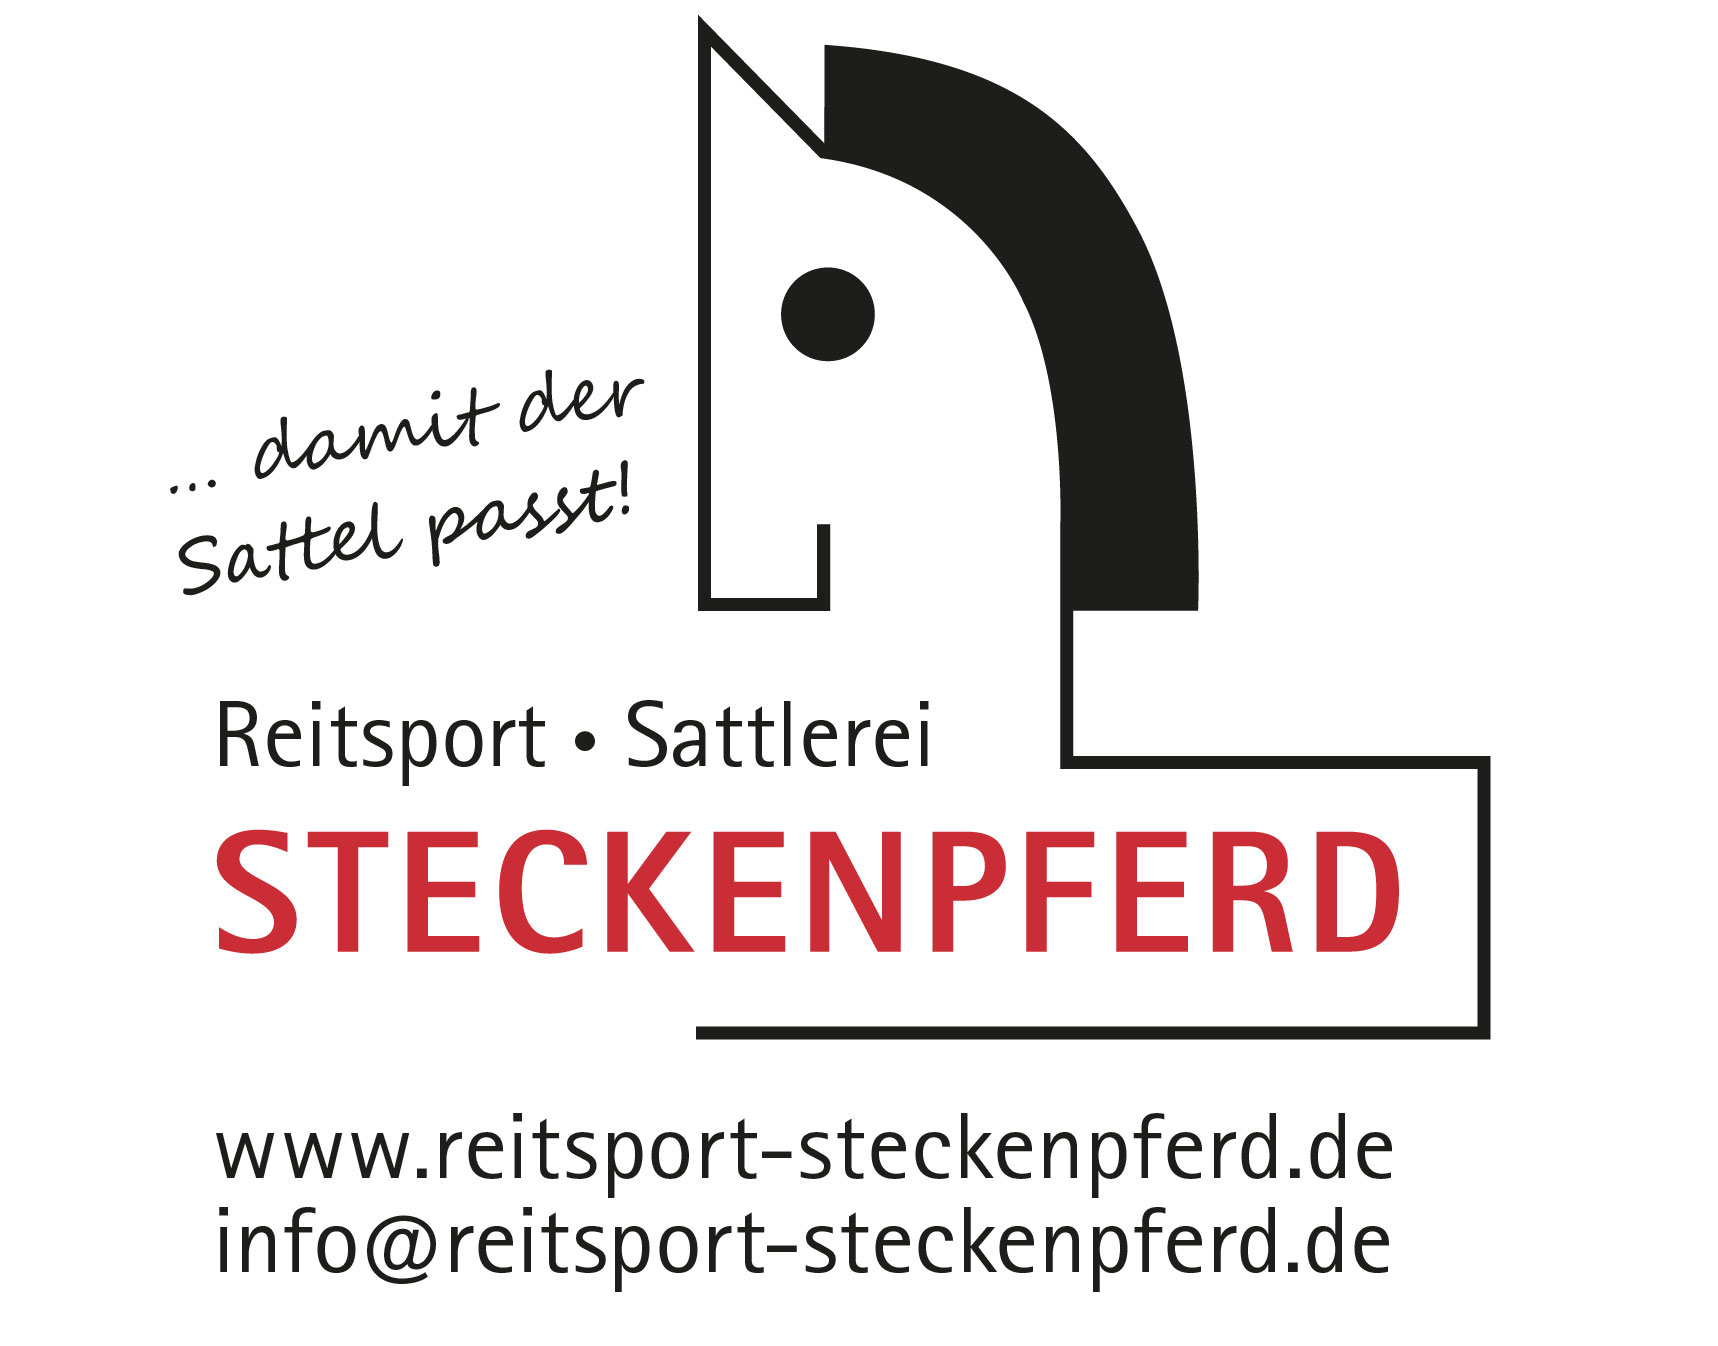 ... damit der
Sattel passt!
Reitsport • Sattlerei
STECKENPFERD
www.reitsport-steckenpferd.de
info@reitsport-steckenpferd.de